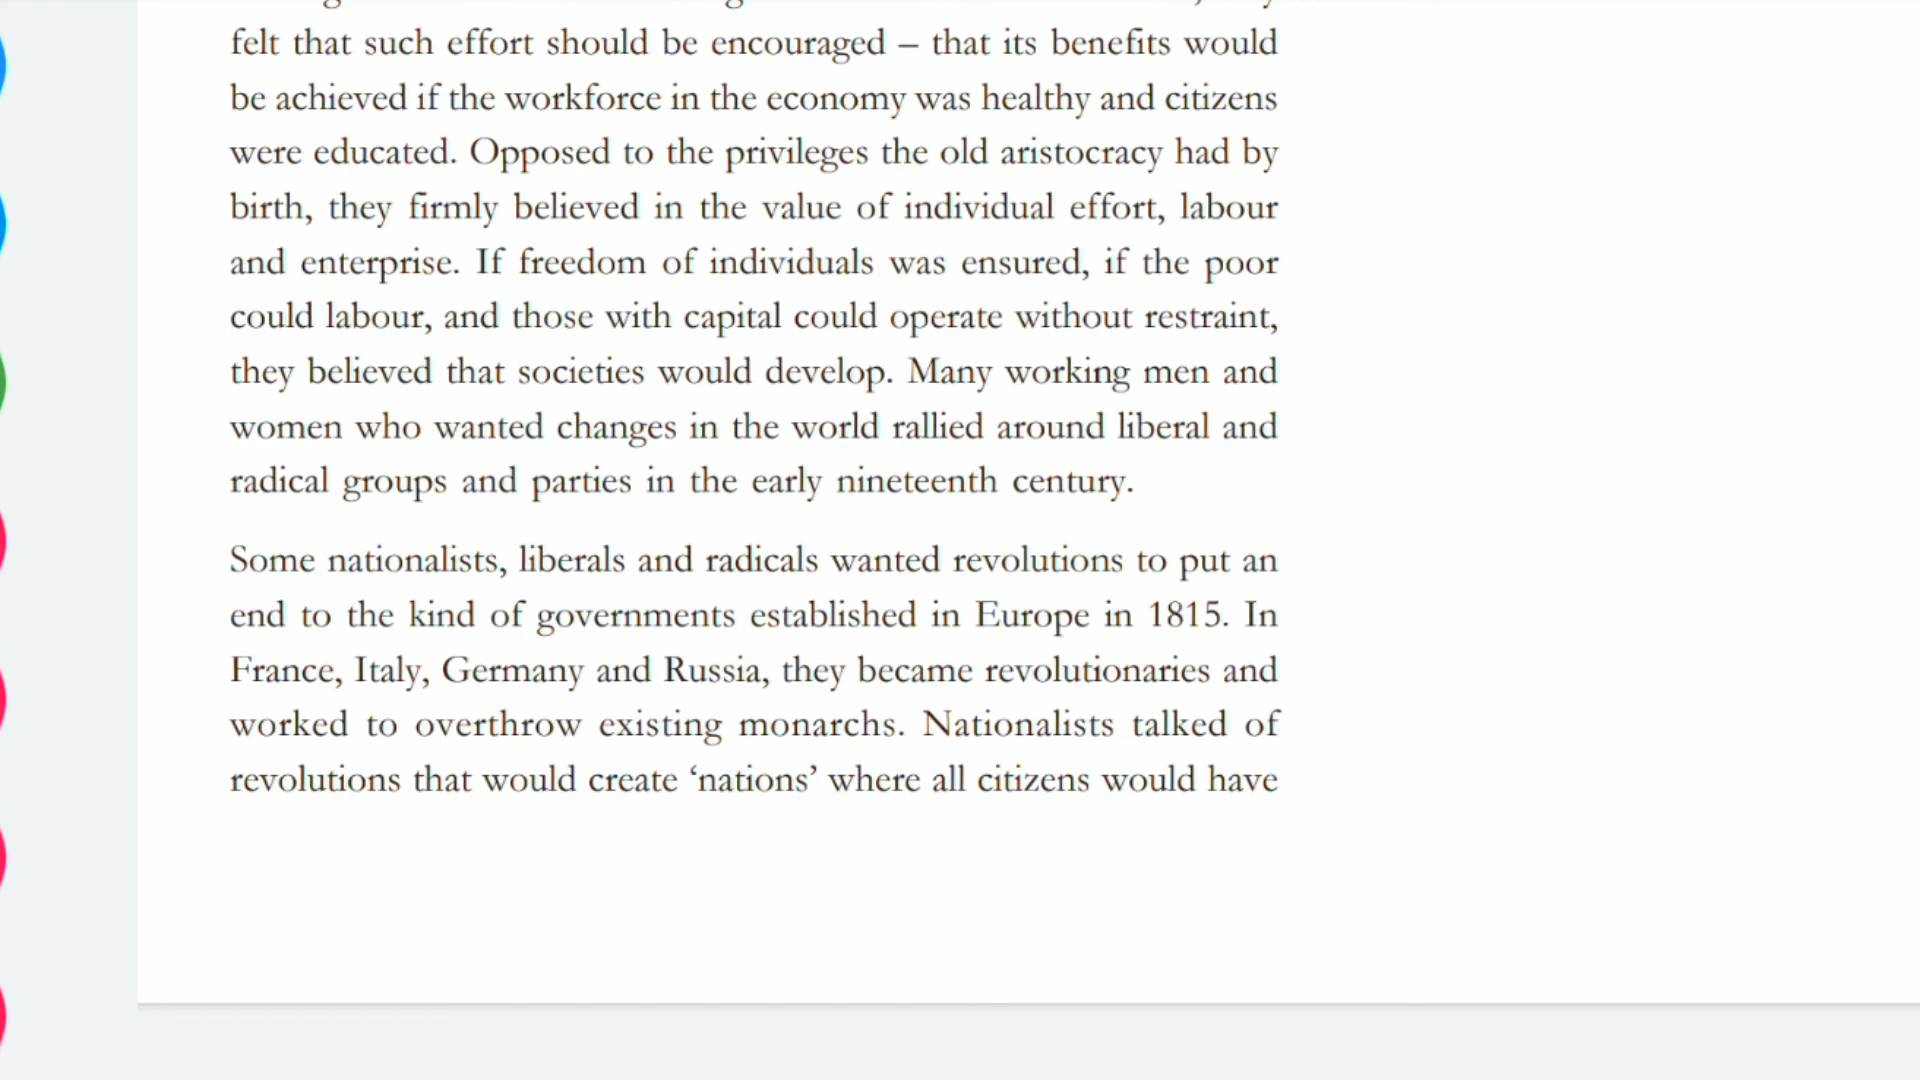 felt that such effort should be encouraged – that its benefits would
be achieved if the workforce in the economy was healthy and citizens
were educated. Opposed to the privileges the old aristocracy had by
birth, they firmly believed in the value of individual effort, labour
and enterprise. If freedom of individuals was ensured, if the poor
could labour, and those with capital could operate without restraint,
they believed that societies would develop. Many working men and
women who wanted changes in the world rallied around liberal and
radical groups and parties in the early nineteenth century.
Some nationalists, liberals and radicals wanted revolutions to put an
end to the kind of governments established in Europe in 1815. In
France, Italy, Germany and Russia, they became revolutionaries and
worked to overthrow existing monarchs. Nationalists talked of
revolutions that would create ‘nations’ where all citizens would have